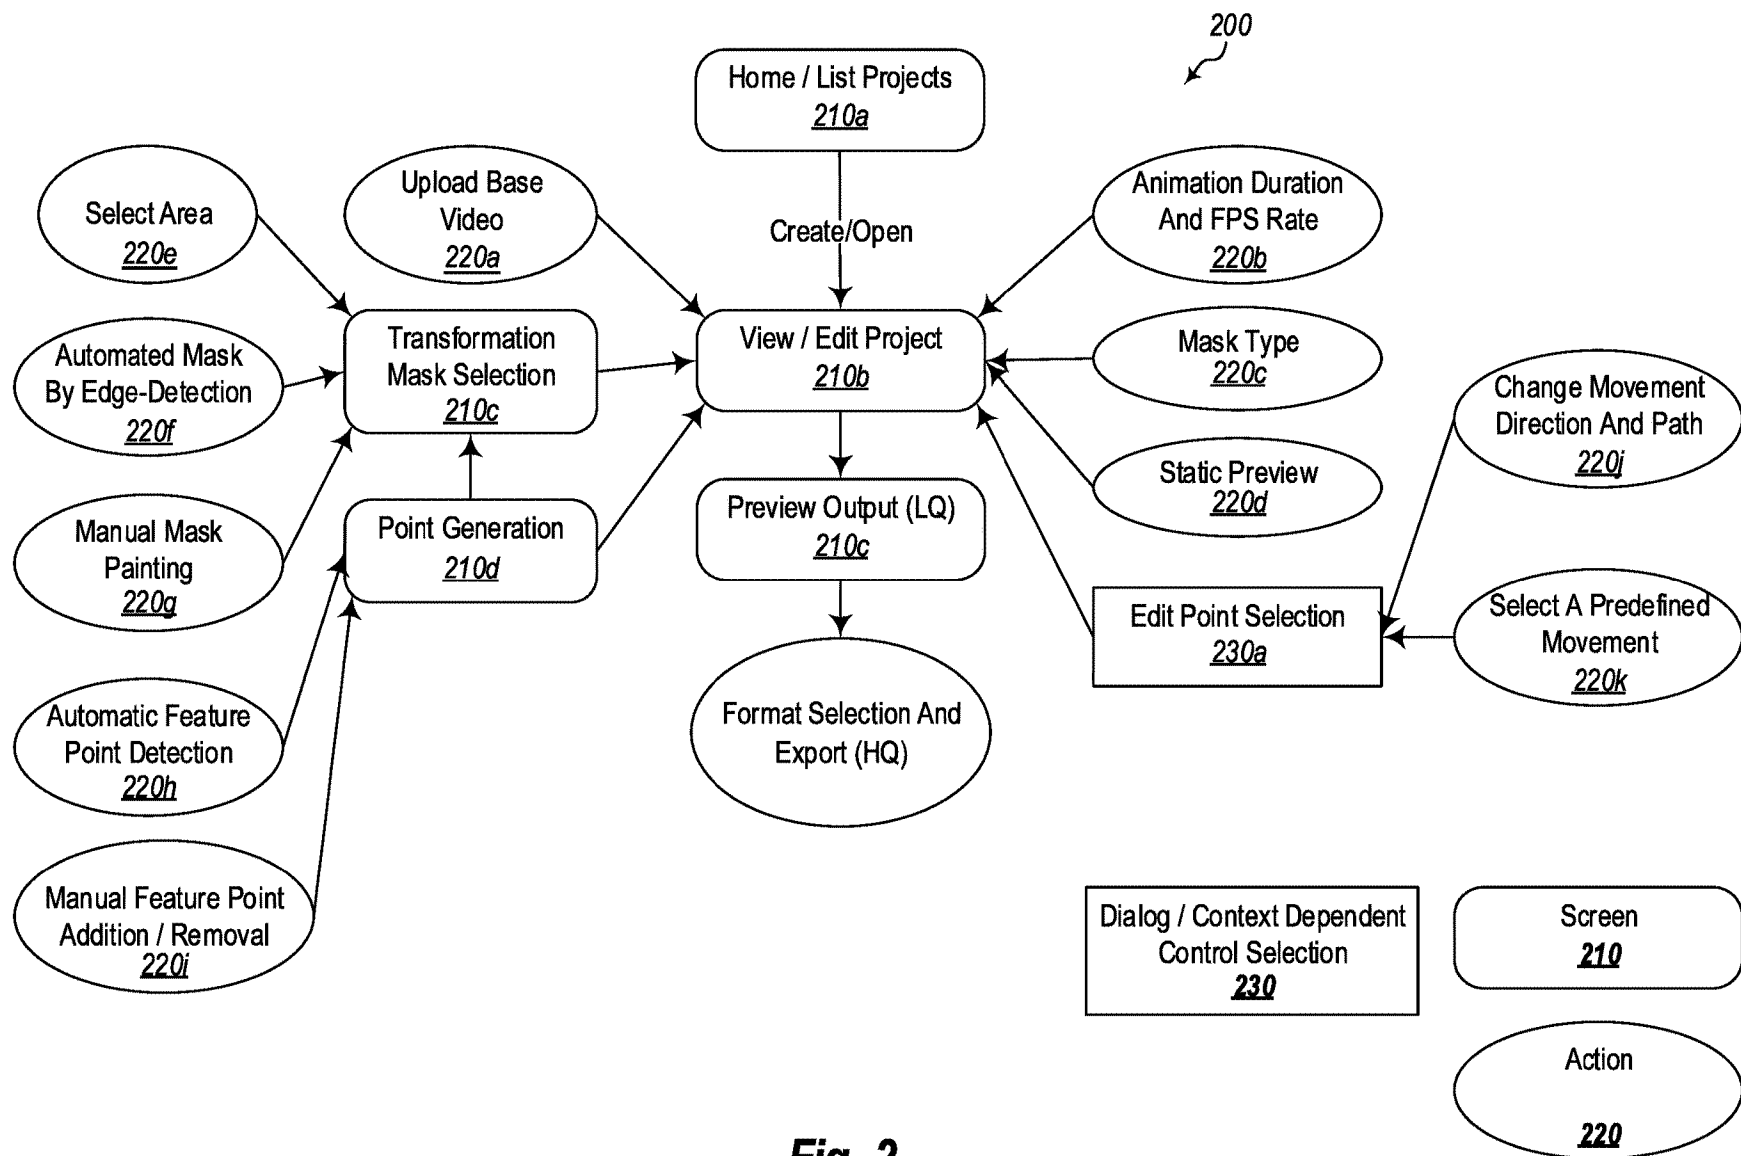 200
Home / List Projects
210a
Create/Open
Select Area
220e
Upload Base
Video
220a
Animation Duration
And FPS Rate
220b
Automated Mask
By Edge-Detection
220f
Transformation
Mask Selection
210c
View / Edit Project
210b
Mask Type
220c
Change Movement
Direction And Path
220j
Static Preview
220d
Manual Mask
Painting
220g
Point Generation
210d
Preview Output (LQ)
210c
Edit Point Selection
230a
Select A Predefined
Movement
220k
Automatic Feature
Point Detection
220h
Format Selection And
Export (HQ)
Manual Feature Point
Addition / Removal
220i
Dialog / Context Dependent
Control Selection
230
Screen
210
Action
220
Fig. 2